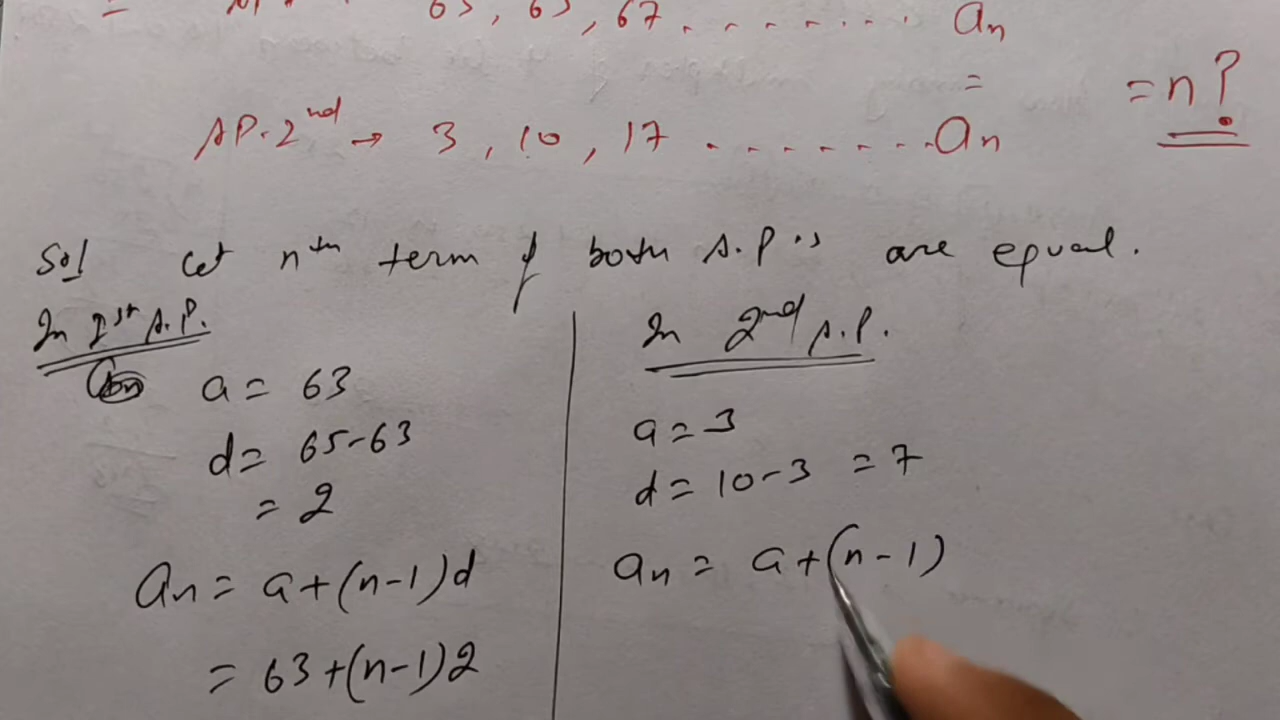 63, 65, 67 . . . . . . . . an
=
= n?
AP. 2nd → 3, 10, 17 . . . . . . . . an
Sol Let nth term of both A.P.'s are equal.
In 1st A.P.
a = 63
d = 65-63
= 2
an = a+(n-1)d
= 63+(n-1)2
In 2nd A.P.
a = 3
d = 10-3 = 7
an = a+(n-1)